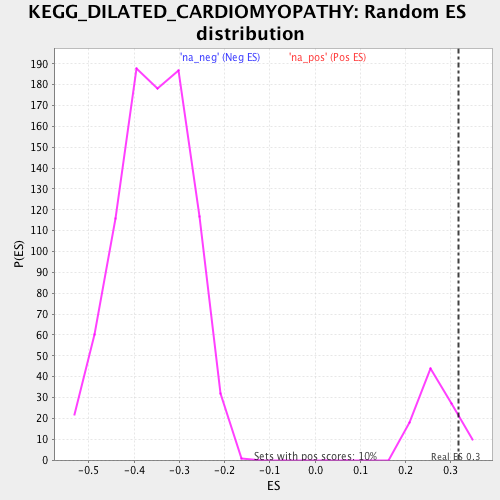 KEGG_DILATED_CARDIOMYOPATHY: Random ES
distribution
'na_neg' (Neg ES) 'na_pos' (Pos ES)
190
180
170
160
150
140
130
120
110
100
90
80
70
60
50
40
30
20
10
0
P(ES)
Sets with pos scores: 10%
Real ES 0.3
-0.5 -0.4 -0.3 -0.2 -0.1 0.0 0.1 0.2 0.3
ES